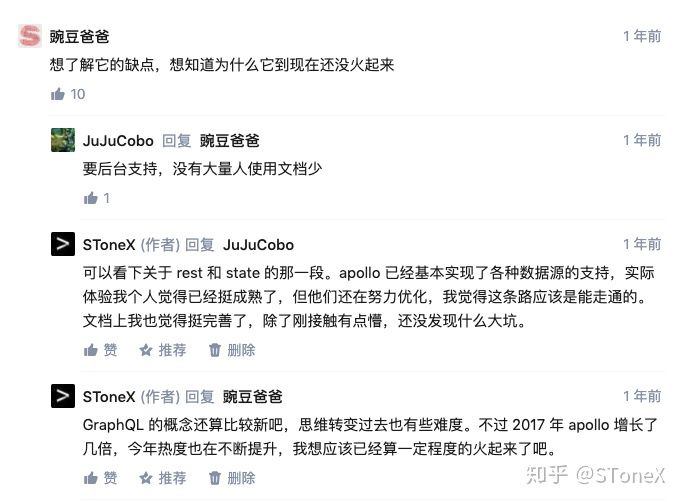 豌豆爸爸 1 年前
想了解它的缺点，想知道为什么它到现在还没火起来
10
JuJuCobo 回复 豌豆爸爸 1 年前
要后台支持，没有大量人使用文档少
1
SToneX (作者) 回复 JuJuCobo 1 年前
可以看下关于 rest 和 state 的那一段。apollo 已经基本实现了各种数据源的支持，实际
体验我个人觉得已经挺成熟了，但他们还在努力优化，我觉得这条路应该是能走通的。
文档上我也觉得挺完善了，除了刚接触有点懵，还没发现什么大坑。
赞 推荐 删除
SToneX (作者) 回复 豌豆爸爸 1 年前
GraphQL 的概念还算比较新吧，思维转变过去也有些难度。不过 2017 年 apollo 增长了
几倍，今年热度也在不断提升，我想应该已经算一定程度的火起来了吧。
赞 推荐 删除
知乎 @SToneX